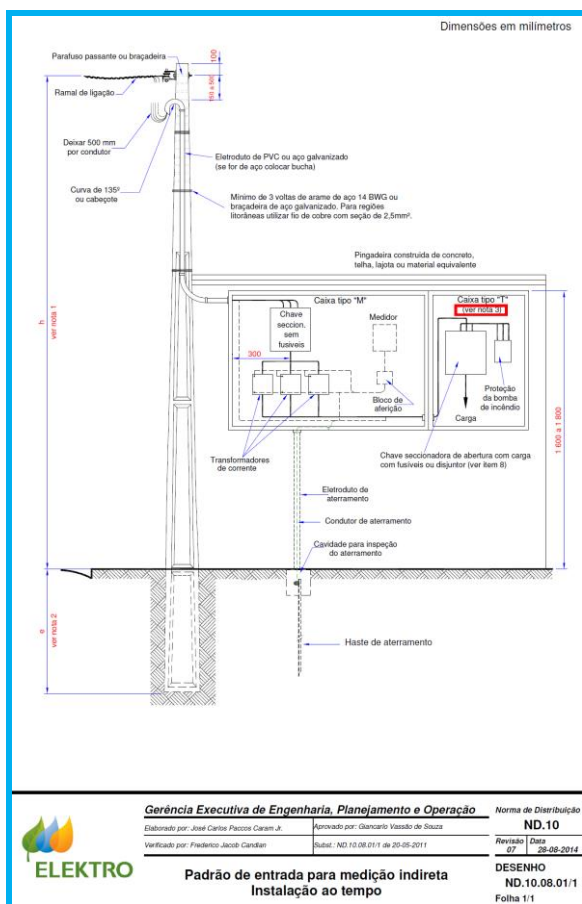 Dimensões em milímetros
Parafuso passante ou braçadeira
100
150 a 500
Ramal de ligação
Deixar 500 mm
por condutor
Eletroduto de PVC ou aço galvanizado
(se for de aço colocar bucha)
Curva de 135º
ou cabeçote
Mínimo de 3 voltas de arame de aço 14 BWG ou
braçadeira de aço galvanizado. Para regiões
litorâneas utilizar fio de cobre com seção de 2,5mm².
Pingadeira construida de concreto,
telha, lajota ou material equivalente
Caixa tipo "M"
Caixa tipo "T"
(ver nota 3)
Chave
seccion.
sem
fusiveis
Medidor
300
h
ver nota 1
Bloco de
aferição
Proteção
da bomba
de incêndio
Carga
1 600 a 1 800
Transformadores
de corrente
Chave seccionadora de abertura com carga
com fusíveis ou disjuntor (ver item 8)
Eletroduto de
aterramento
Condutor de aterramento
Cavidade para inspeção
do aterramento
e
ver nota 2
Haste de aterramento
ELEKTRO
Gerência Executiva de Engenharia, Planejamento e Operação
Elaborado por: José Carlos Paccos Caram Jr.
Aprovado por: Giancarlo Vassão de Souza
Verificado por: Frederico Jacob Candian
Subst.: ND.10.08.01/1 de 20-05-2011
Padrão de entrada para medição indireta
Instalação ao tempo
Norma de Distribuição
ND.10
Revisão
07
Data
28-08-2014
DESENHO
ND.10.08.01/1
Folha 1/1